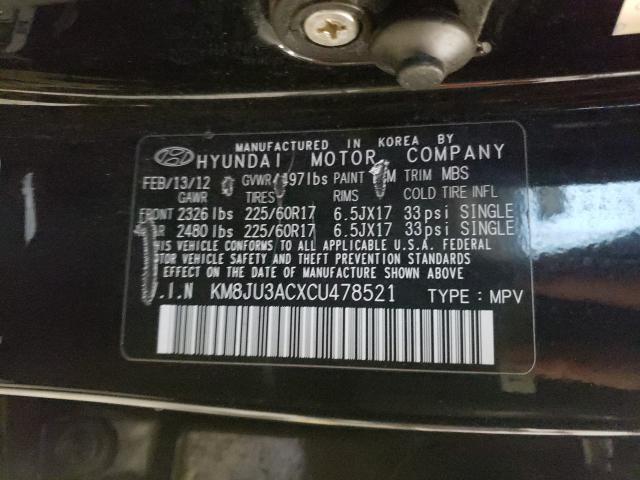 MANUFACTURED IN KOREA BY
HYUNDAI MOTOR COMPANY
FEB/13/12 GVWR 497lbs PAINT M TRIM MBS
GAWR TIRES RIMS COLD TIRE INFL
FRONT 2326 lbs 225/60R17 6.5JX17 33psi SINGLE
AR 2480 lbs 225/60R17 6.5JX17 33psi SINGLE
THIS VEHICLE CONFORMS TO ALL APPLICABLE U.S.A. FEDERAL
TOR VEHICLE SAFETY AND THEFT PREVENTION STANDARDS
EFFECT ON THE DATE OF MANUFACTURE SHOWN ABOVE.
V.I.N KM8JU3ACXCU478521 TYPE : MPV